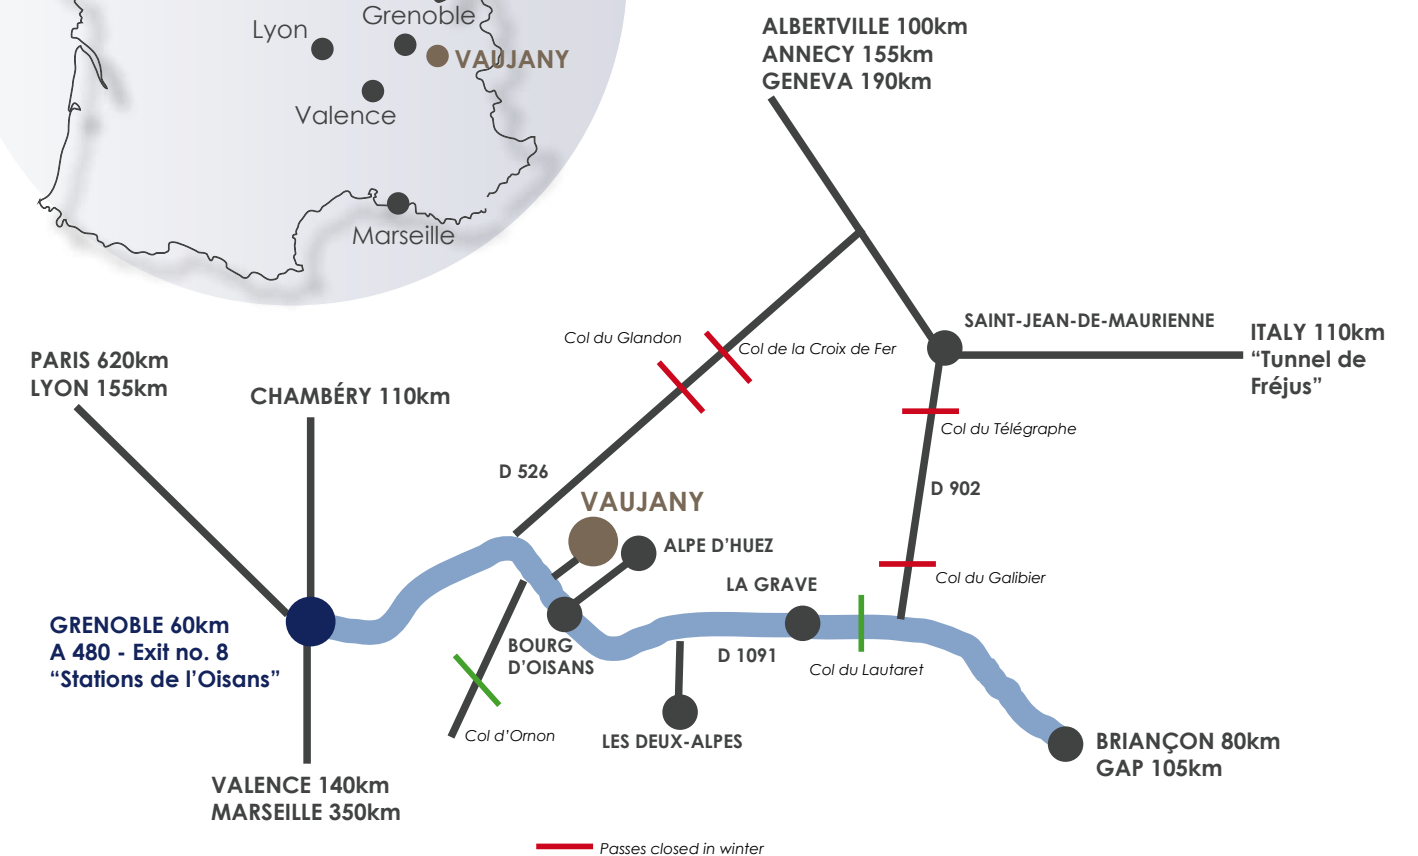 Grenoble
Lyon
VAUJANY
Valence
Marseille
ALBERTVILLE 100km
ANNECY 155km
GENEVA 190km
SAINT-JEAN-DE-MAURIENNE
ITALY 110km
“Tunnel de
Fréjus”
Col du Glandon
Col de la Croix de Fer
PARIS 620km
LYON 155km
CHAMBÉRY 110km
Col du Télégraphe
D 526
D 902
VAUJANY
ALPE D’HUEZ
LA GRAVE
Col du Galibier
GRENOBLE 60km
A 480 - Exit no. 8
“Stations de l’Oisans”
BOURG
D’OISANS
D 1091
Col du Lautaret
Col d’Ornon
LES DEUX-ALPES
BRIANÇON 80km
GAP 105km
VALENCE 140km
MARSEILLE 350km
Passes closed in winter